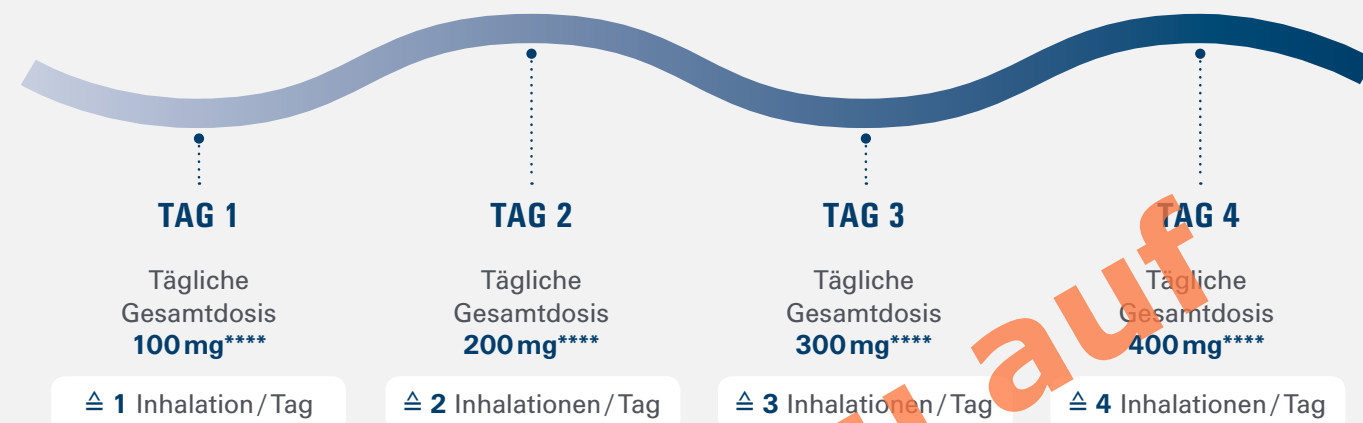 TAG 1
Tägliche
Gesamtdosis
100 mg****
≙ 1 Inhalation / Tag
TAG 2
Tägliche
Gesamtdosis
200 mg****
≙ 2 Inhalationen / Tag
TAG 3
Tägliche
Gesamtdosis
300 mg****
≙ 3 Inhalationen / Tag
TAG 4
Tägliche
Gesamtdosis
400 mg****
≙ 4 Inhalationen / Tag
auf